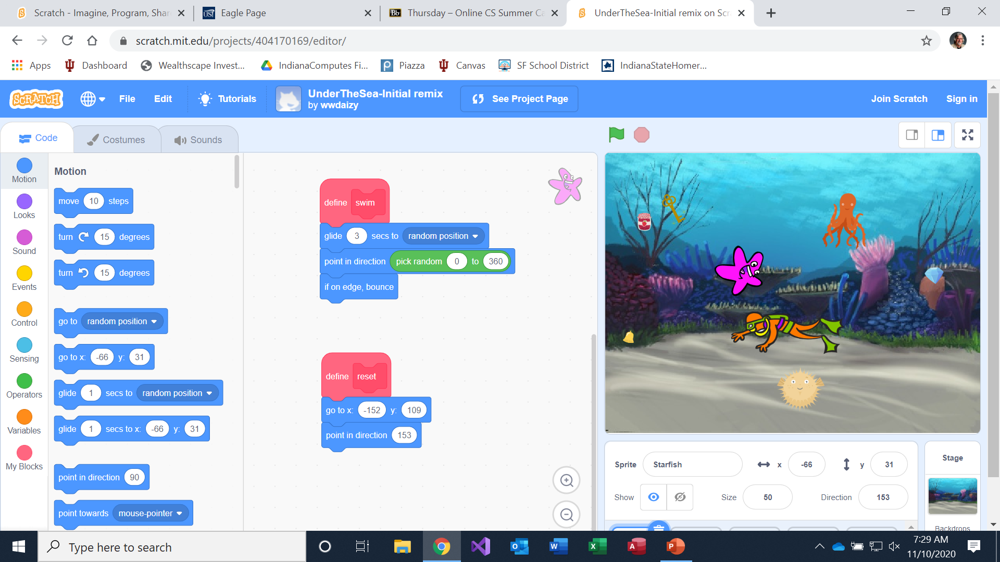 Scratch - Imagine, Program, Shar
Eagle Page
Thursday – Online CS Summer Ca
UnderTheSea-Initial remix on Scr
scratch.mit.edu/projects/404170169/editor/
Apps
Dashboard
Wealthscape Invest...
IndianaComputes Fi...
Piazza
Canvas
SF School District
IndianaStateHomer...
SCRATCH
File
Edit
Tutorials
UnderTheSea-Initial remix
by wwdaizy
See Project Page
Join Scratch
Sign in
Code
Costumes
Sounds
Motion
Looks
Sound
Events
Control
Sensing
Operators
Variables
My Blocks
Motion
move 10 steps
turn 15 degrees
turn 15 degrees
go to random position
go to x: -66 y: 31
glide 1 secs to random position
glide 1 secs to x: -66 y: 31
point in direction 90
point towards mouse-pointer
define swim
glide 3 secs to random position
point in direction pick random 0 to 360
if on edge, bounce
define reset
go to x: -152 y: 109
point in direction 153
Sprite Starfish x -66 y 31
Show Size 50 Direction 153
Stage
Backdrops
Type here to search
7:29 AM
11/10/2020